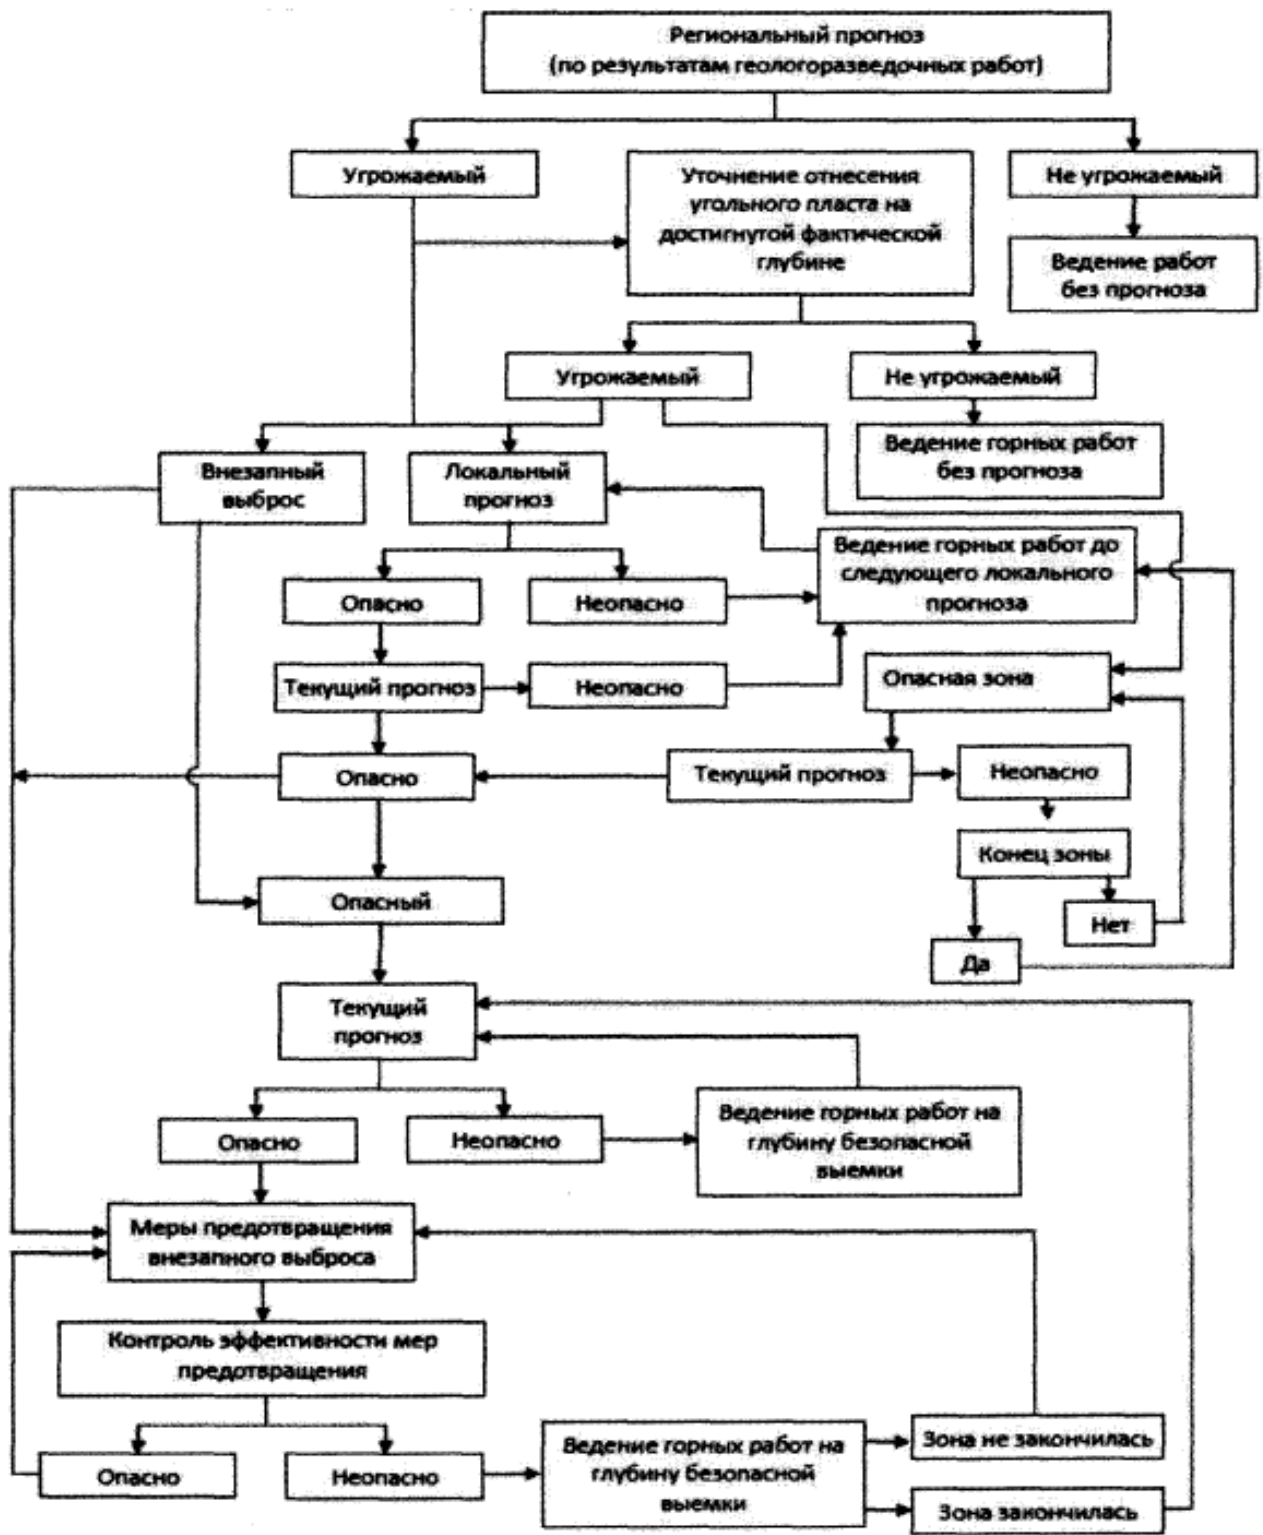 Региональный прогноз
(по результатам геологоразведочных работ)
Угрожаемый
Уточнение отнесения
угольного пласта на
достигнутой фактической
глубине
Не угрожаемый
Ведение работ
без прогноза
Угрожаемый
Не угрожаемый
Ведение горных работ
без прогноза
Внезапный
выброс
Локальный
прогноз
Ведение горных работ до
следующего локального
прогноза
Опасно
Неопасно
Текущий прогноз
Неопасно
Опасная зона
Опасно
Текущий прогноз
Неопасно
Конец зоны
Опасный
Нет
Да
Текущий
прогноз
Опасно
Неопасно
Ведение горных работ на
глубину безопасной
выемки
Меры предотвращения
внезапного выброса
Контроль эффективности мер
предотвращения
Опасно
Неопасно
Ведение горных работ на
глубину безопасной
выемки
Зона не закончилась
Зона закончилась